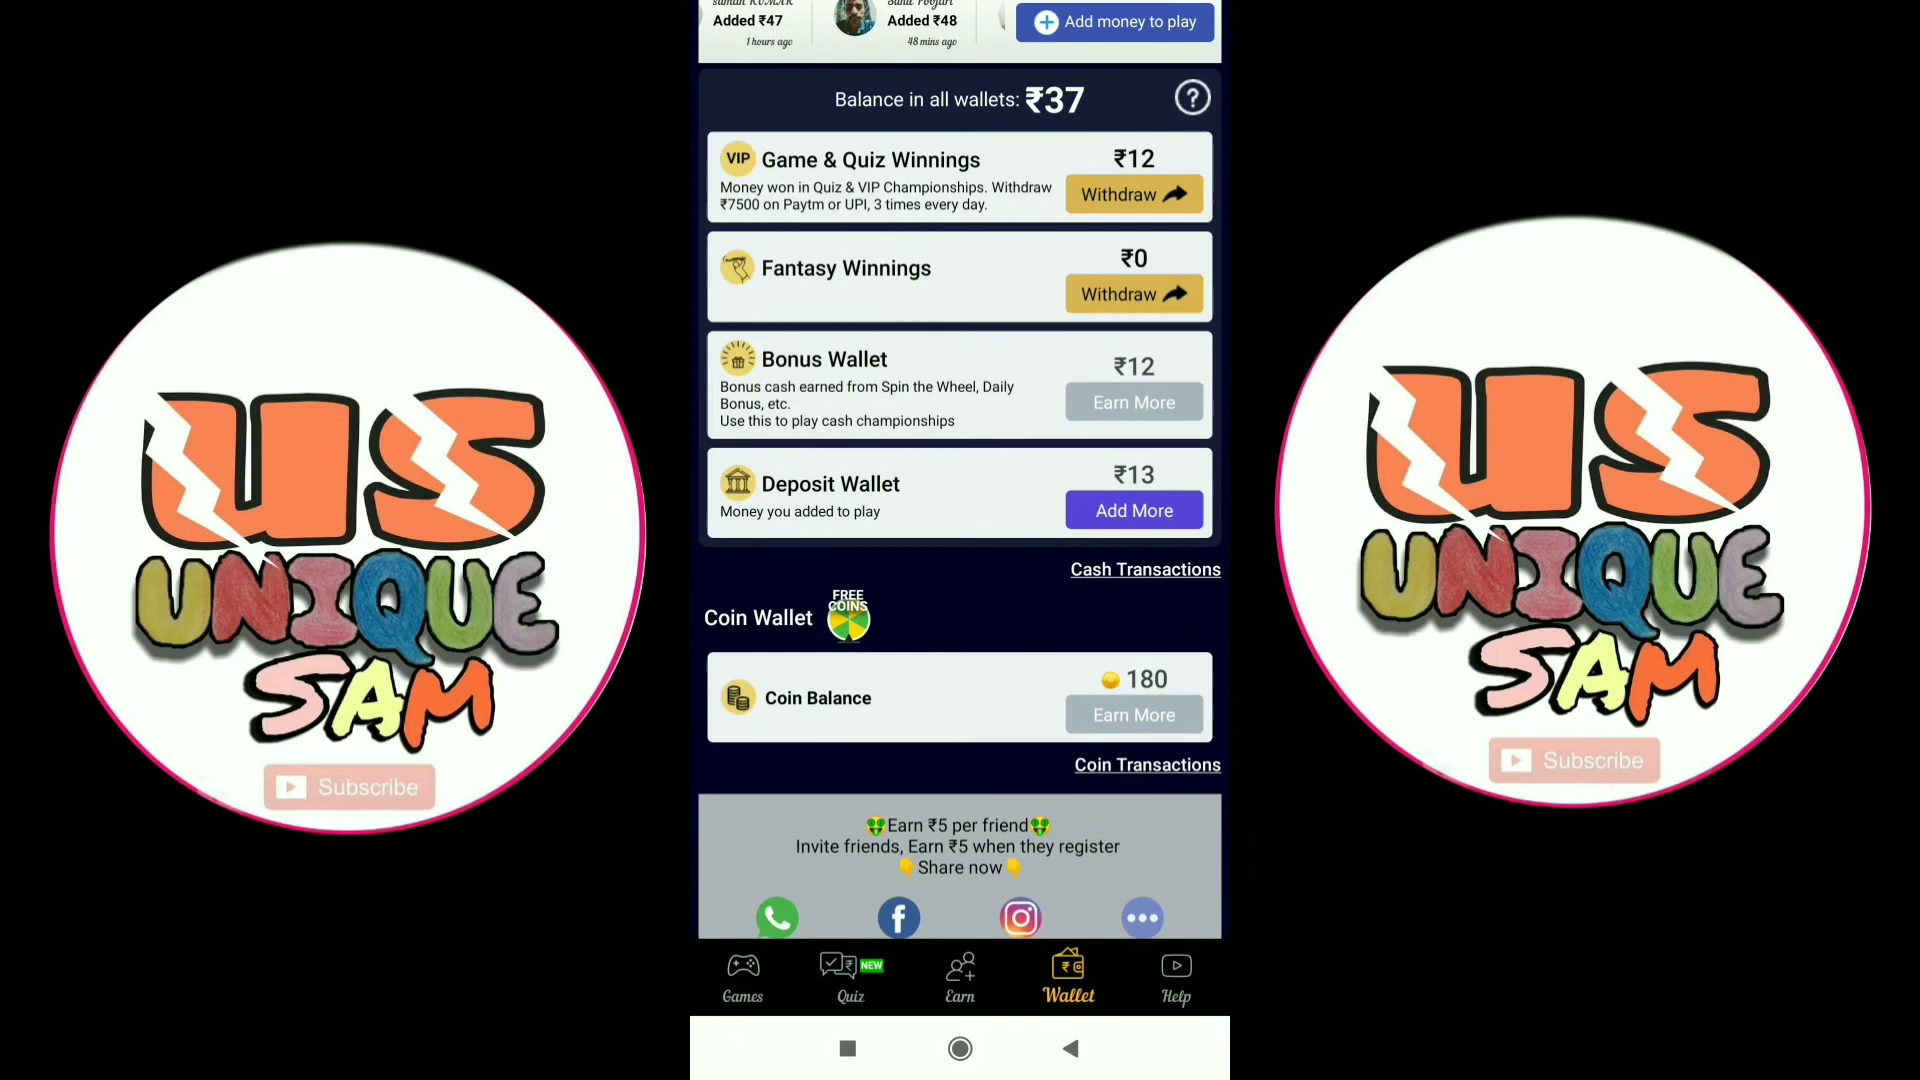 suman KUMAR
Added ₹47
1 hours ago
Sunil Poojari
Added ₹48
48 mins ago
Add money to play
Balance in all wallets: ₹37
?
VIP
Game & Quiz Winnings
Money won in Quiz & VIP Championships. Withdraw
₹7500 on Paytm or UPI, 3 times every day.
₹12
Withdraw
Fantasy Winnings
₹0
Withdraw
Bonus Wallet
Bonus cash earned from Spin the Wheel, Daily
Bonus, etc.
Use this to play cash championships
₹12
Earn More
Deposit Wallet
Money you added to play
₹13
Add More
Cash Transactions
Coin Wallet
FREE
COINS
Coin Balance
180
Earn More
Coin Transactions
Earn ₹5 per friend
Invite friends, Earn ₹5 when they register
Share now
Games
Quiz
NEW
Earn
Wallet
Help
US
UNIQUE
SAM
Subscribe
US
UNIQUE
SAM
Subscribe